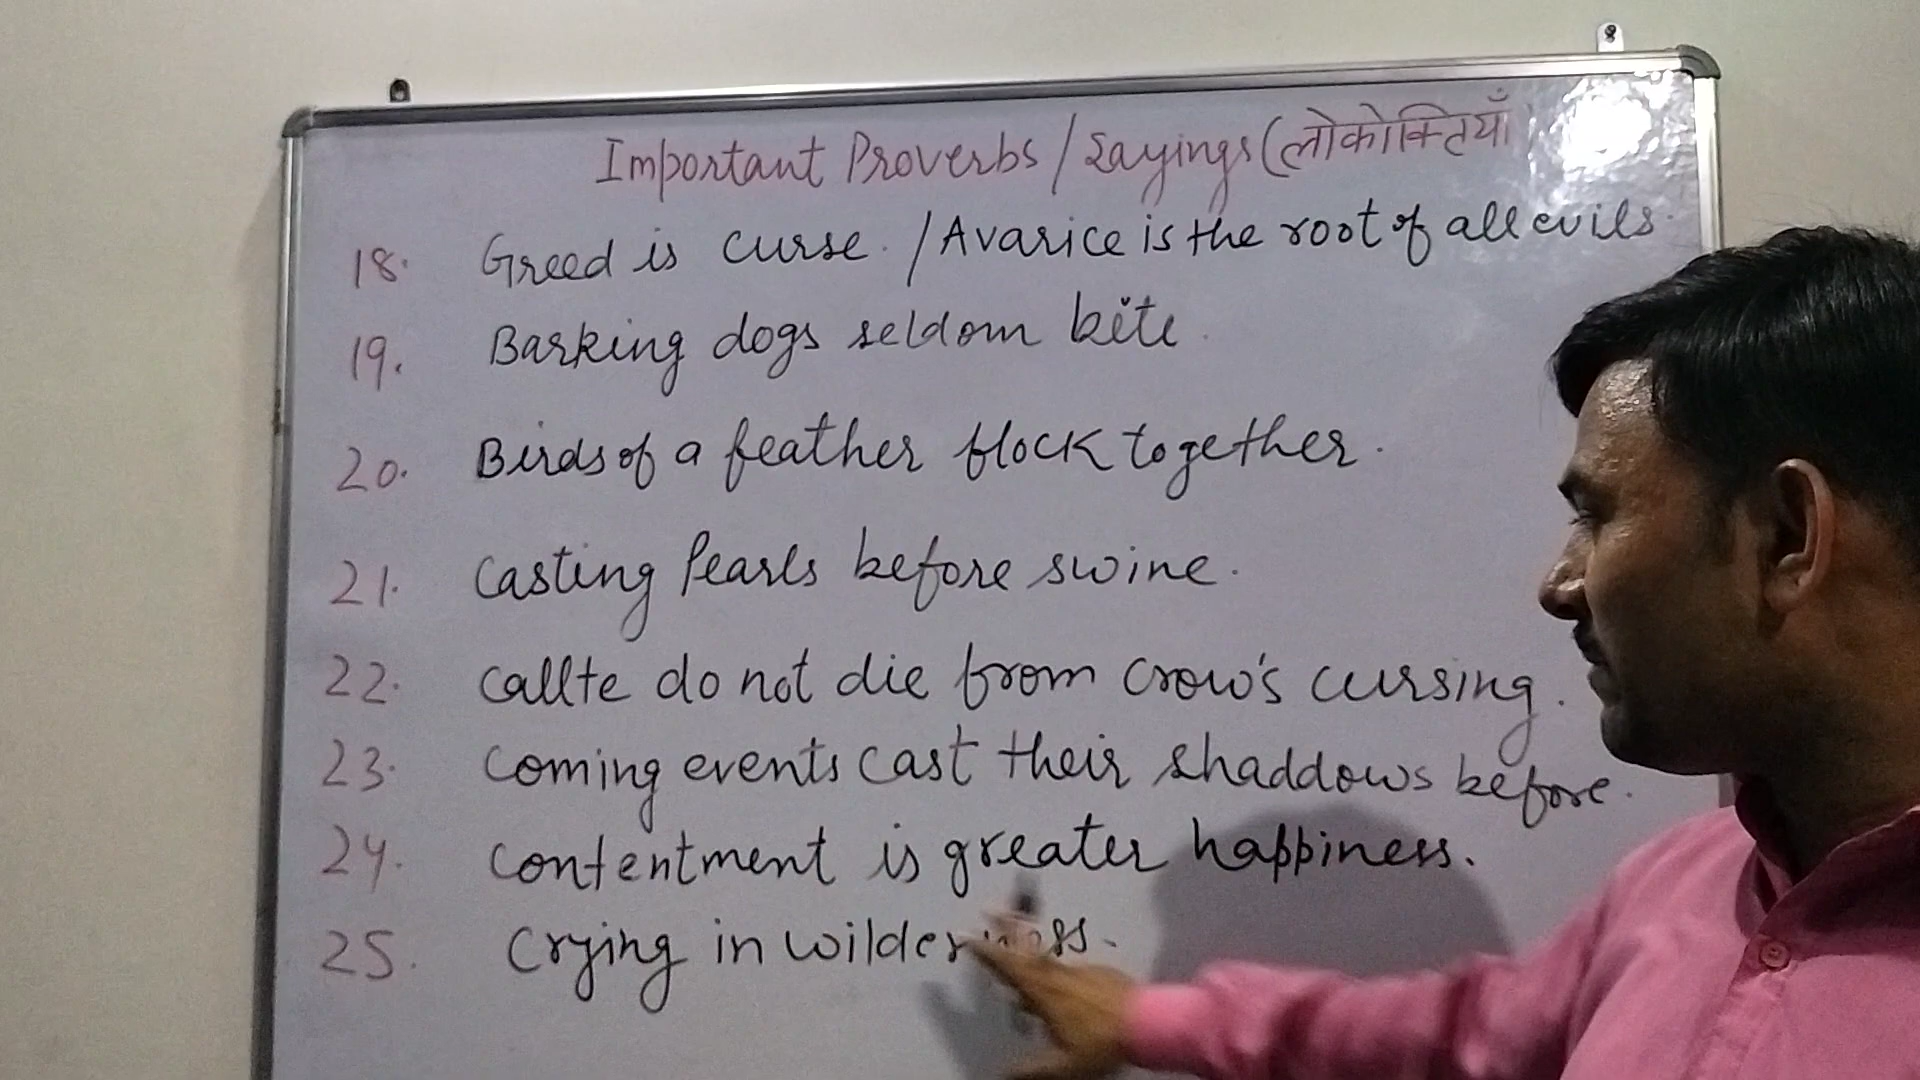 Important Proverbs / Sayings (लोकोक्तियाँ
18. Greed is curse. / Avarice is the root of all evils.
19. Barking dogs seldom bite.
20. Birds of a feather flock together.
21. Casting Pearls before swine.
22. Callte do not die from crow's cursing.
23. Coming events cast their shaddows before.
24. Contentment is greater happiness.
25. Crying in wilderness.